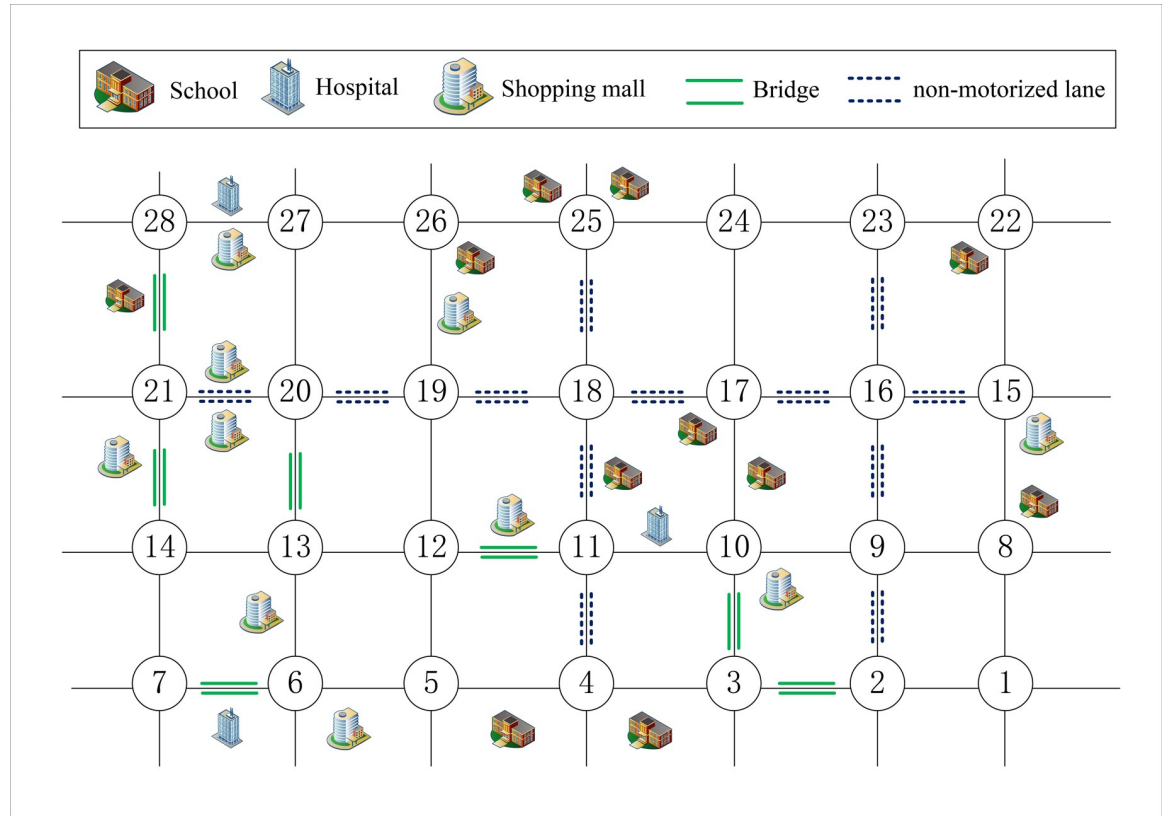 School Hospital Shopping mall Bridge non-motorized lane
28 27 26 25 24 23 22
21 20 19 18 17 16 15
14 13 12 11 10 9 8
7 6 5 4 3 2 1